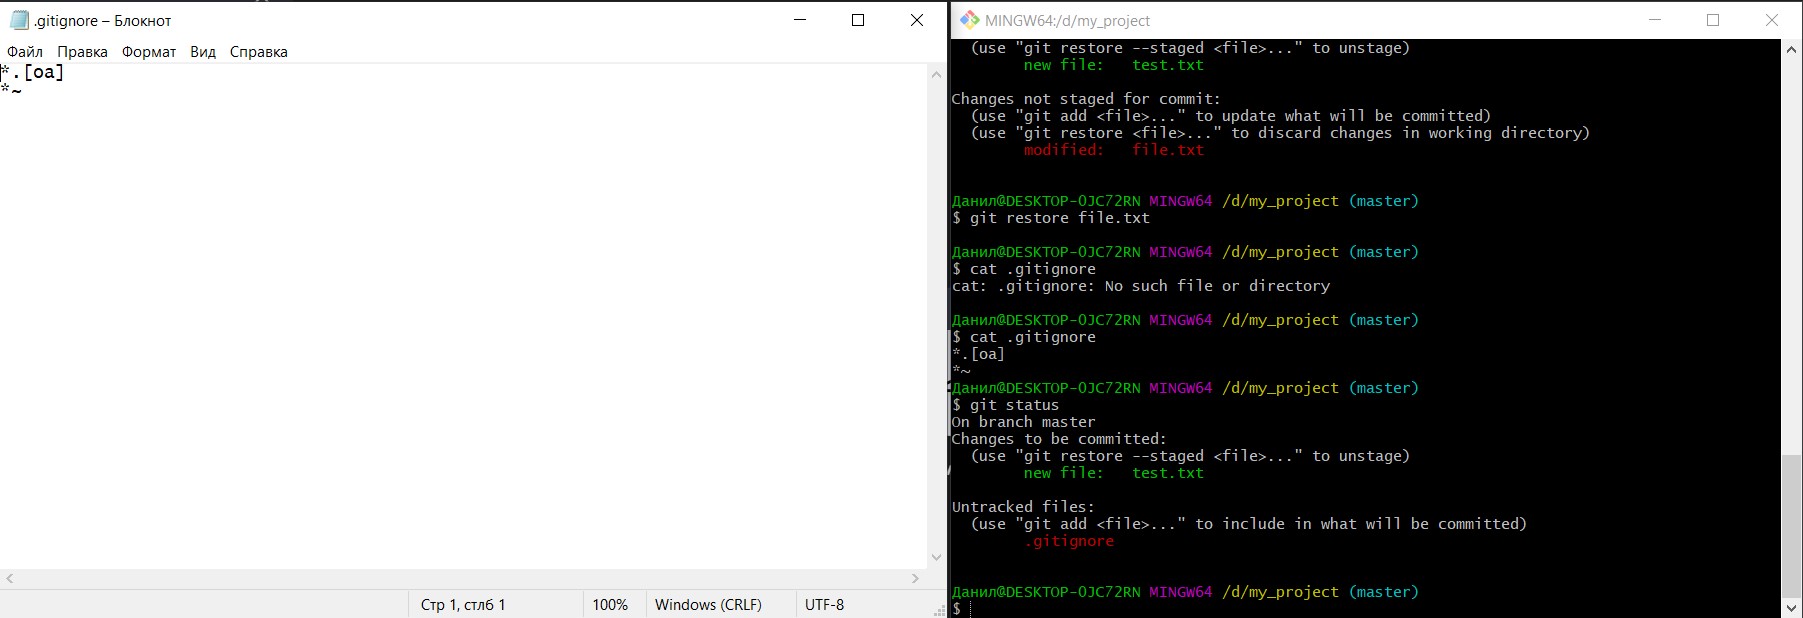 .gitignore – Блокнот
Файл Правка Формат Вид Справка
*.[oa]
*~
Стр 1, стлб 1 100% Windows (CRLF) UTF-8
MINGW64:/d/my_project
(use "git restore --staged <file>..." to unstage)
new file: test.txt
Changes not staged for commit:
(use "git add <file>..." to update what will be committed)
(use "git restore <file>..." to discard changes in working directory)
modified: file.txt
Данил@DESKTOP-0JC72RN MINGW64 /d/my_project (master)
$ git restore file.txt
Данил@DESKTOP-0JC72RN MINGW64 /d/my_project (master)
$ cat .gitignore
cat: .gitignore: No such file or directory
Данил@DESKTOP-0JC72RN MINGW64 /d/my_project (master)
$ cat .gitignore
*.[oa]
*~
Данил@DESKTOP-0JC72RN MINGW64 /d/my_project (master)
$ git status
On branch master
Changes to be committed:
(use "git restore --staged <file>..." to unstage)
new file: test.txt
Untracked files:
(use "git add <file>..." to include in what will be committed)
.gitignore
Данил@DESKTOP-0JC72RN MINGW64 /d/my_project (master)
$